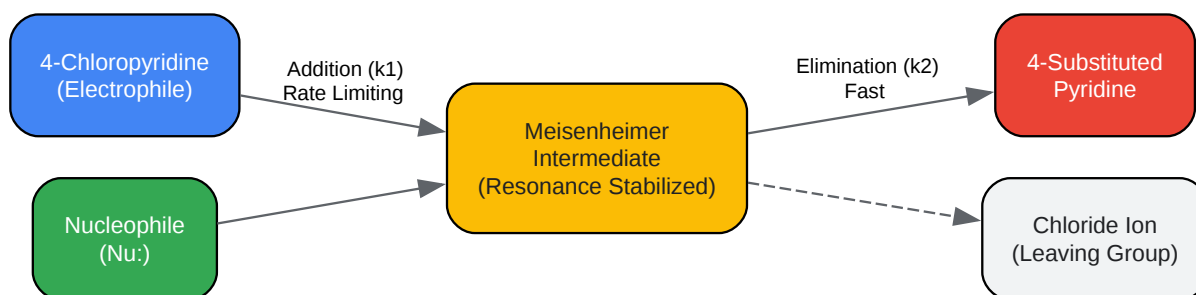 4-Chloropyridine
(Electrophile)
Addition (k1)
Rate Limiting
Nucleophile
(Nu:)
Meisenheimer
Intermediate
(Resonance Stabilized)
Elimination (k2)
Fast
4-Substituted
Pyridine
Chloride Ion
(Leaving Group)